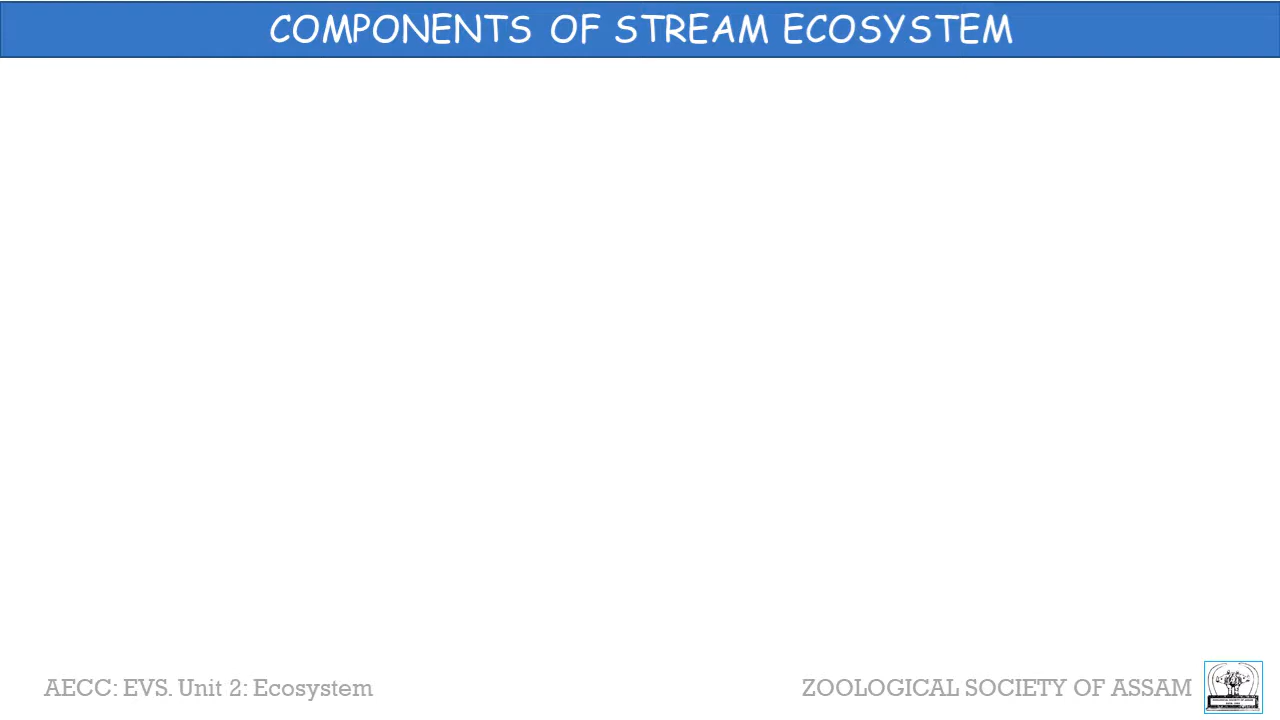 COMPONENTS OF STREAM ECOSYSTEM
AECC: EVS. Unit 2: Ecosystem
ZOOLOGICAL SOCIETY OF ASSAM